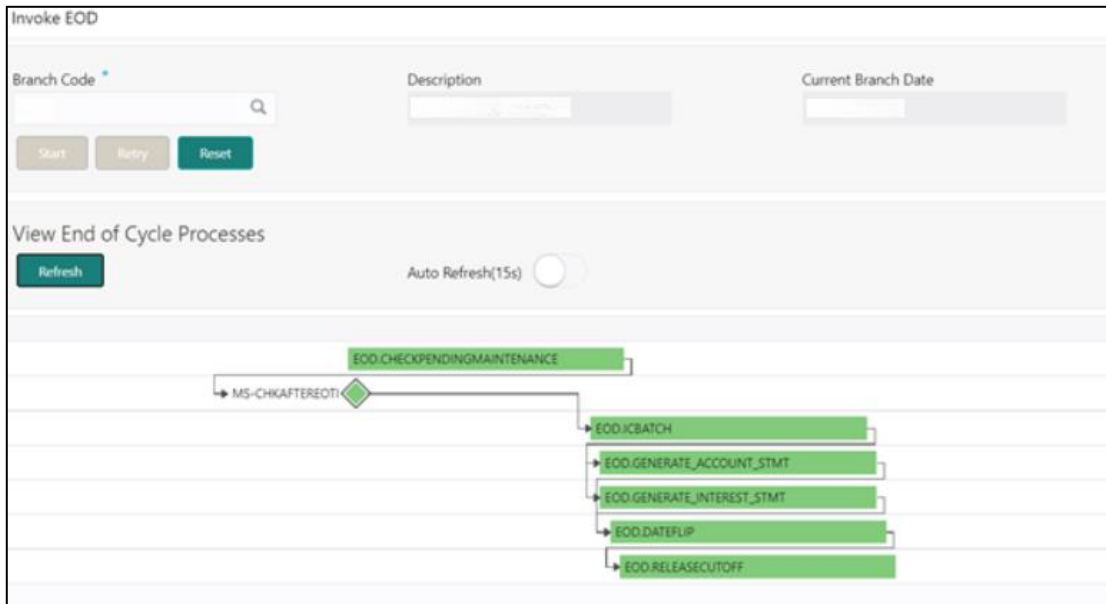 Invoke EOD
Branch Code * Description Current Branch Date
Start Retry Reset
View End of Cycle Processes
Refresh Auto Refresh(15s)
EOD.CHECKPENDINGMAINTENANCE
MS-CHKAFTEREOTI
EOD.ICBATCH
EOD.GENERATE_ACCOUNT_STMT
EOD.GENERATE_INTEREST_STMT
EOD.DATEFLIP
EOD.RELEASECUTOFF